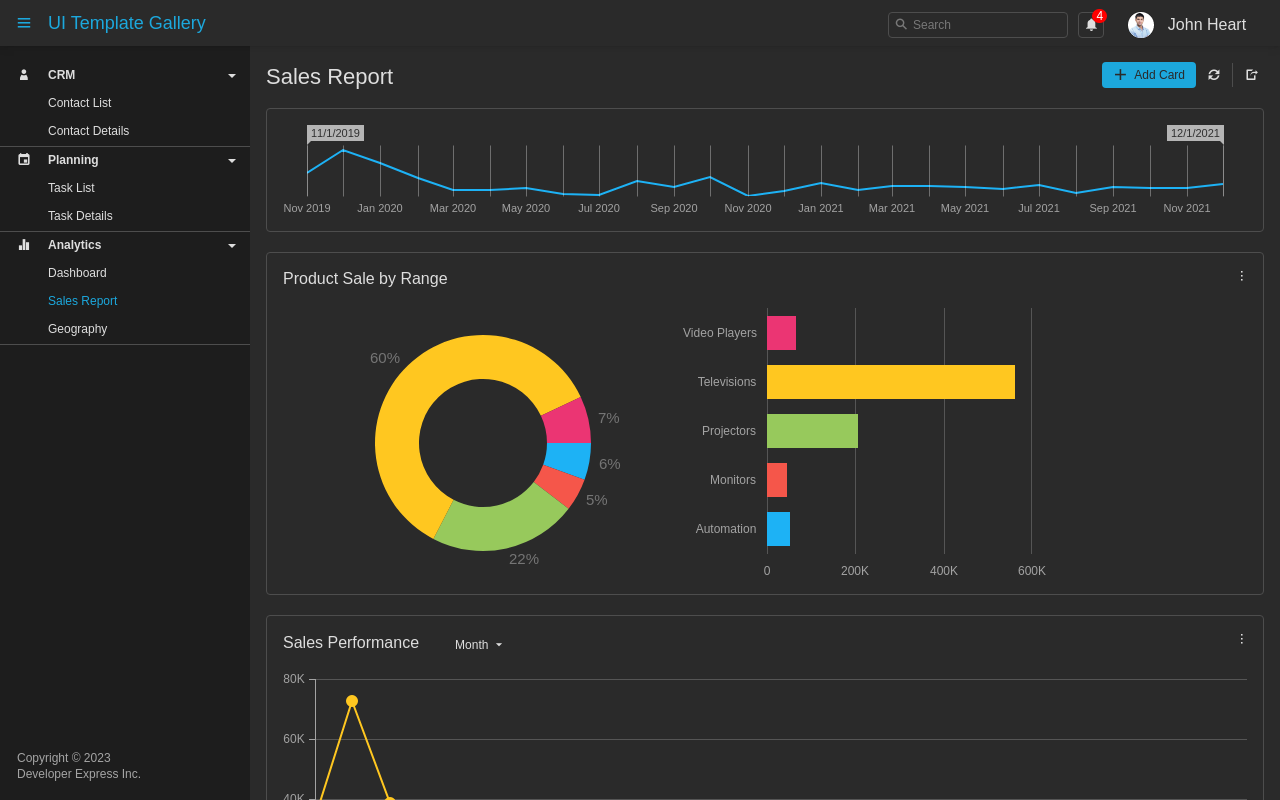 UI Template Gallery
Search
4
John Heart
CRM
Contact List
Contact Details
Planning
Task List
Task Details
Analytics
Dashboard
Sales Report
Geography
Copyright © 2023
Developer Express Inc.
Sales Report
Add Card
11/1/2019
12/1/2021
Nov 2019 Jan 2020 Mar 2020 May 2020 Jul 2020 Sep 2020 Nov 2020 Jan 2021 Mar 2021 May 2021 Jul 2021 Sep 2021 Nov 2021
Product Sale by Range
60%
7%
6%
5%
22%
Video Players
Televisions
Projectors
Monitors
Automation
0 200K 400K 600K
Sales Performance
Month
80K
60K
40K